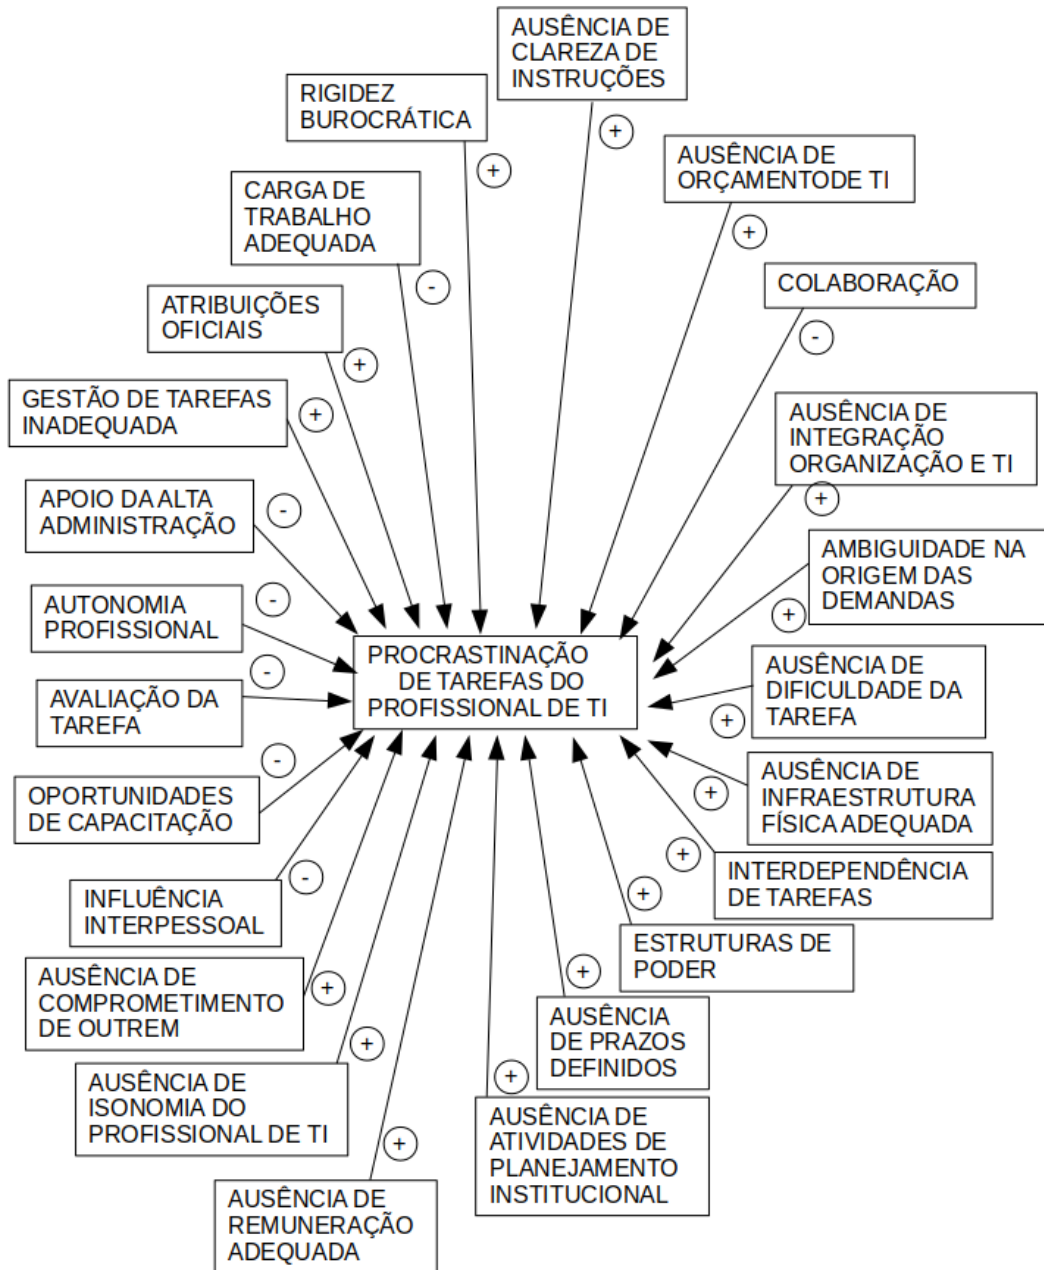 AUSÊNCIA DE
CLAREZA DE
INSTRUÇÕES
+
RIGIDEZ
BUROCRÁTICA
+
AUSÊNCIA DE
ORÇAMENTODE TI
+
CARGA DE
TRABALHO
ADEQUADA
-
COLABORAÇÃO
-
ATRIBUIÇÕES
OFICIAIS
+
GESTÃO DE TAREFAS
INADEQUADA
+
AUSÊNCIA DE
INTEGRAÇÃO
ORGANIZAÇÃO E TI
+
APOIO DA ALTA
ADMINISTRAÇÃO
-
AMBIGUIDADE NA
ORIGEM DAS
DEMANDAS
+
AUTONOMIA
PROFISSIONAL
-
PROCRASTINAÇÃO
DE TAREFAS DO
PROFISSIONAL DE TI
AUSÊNCIA DE
DIFICULDADE DA
TAREFA
+
AVALIAÇÃO DA
TAREFA
-
AUSÊNCIA DE
INFRAESTRUTURA
FÍSICA ADEQUADA
+
OPORTUNIDADES
DE CAPACITAÇÃO
-
INTERDEPENDÊNCIA
DE TAREFAS
+
INFLUÊNCIA
INTERPESSOAL
-
ESTRUTURAS DE
PODER
+
AUSÊNCIA DE
COMPROMETIMENTO
DE OUTREM
+
AUSÊNCIA
DE PRAZOS
DEFINIDOS
+
AUSÊNCIA DE
ISONOMIA DO
PROFISSIONAL DE TI
+
AUSÊNCIA DE
ATIVIDADES DE
PLANEJAMENTO
INSTITUCIONAL
+
AUSÊNCIA DE
REMUNERAÇÃO
ADEQUADA
+